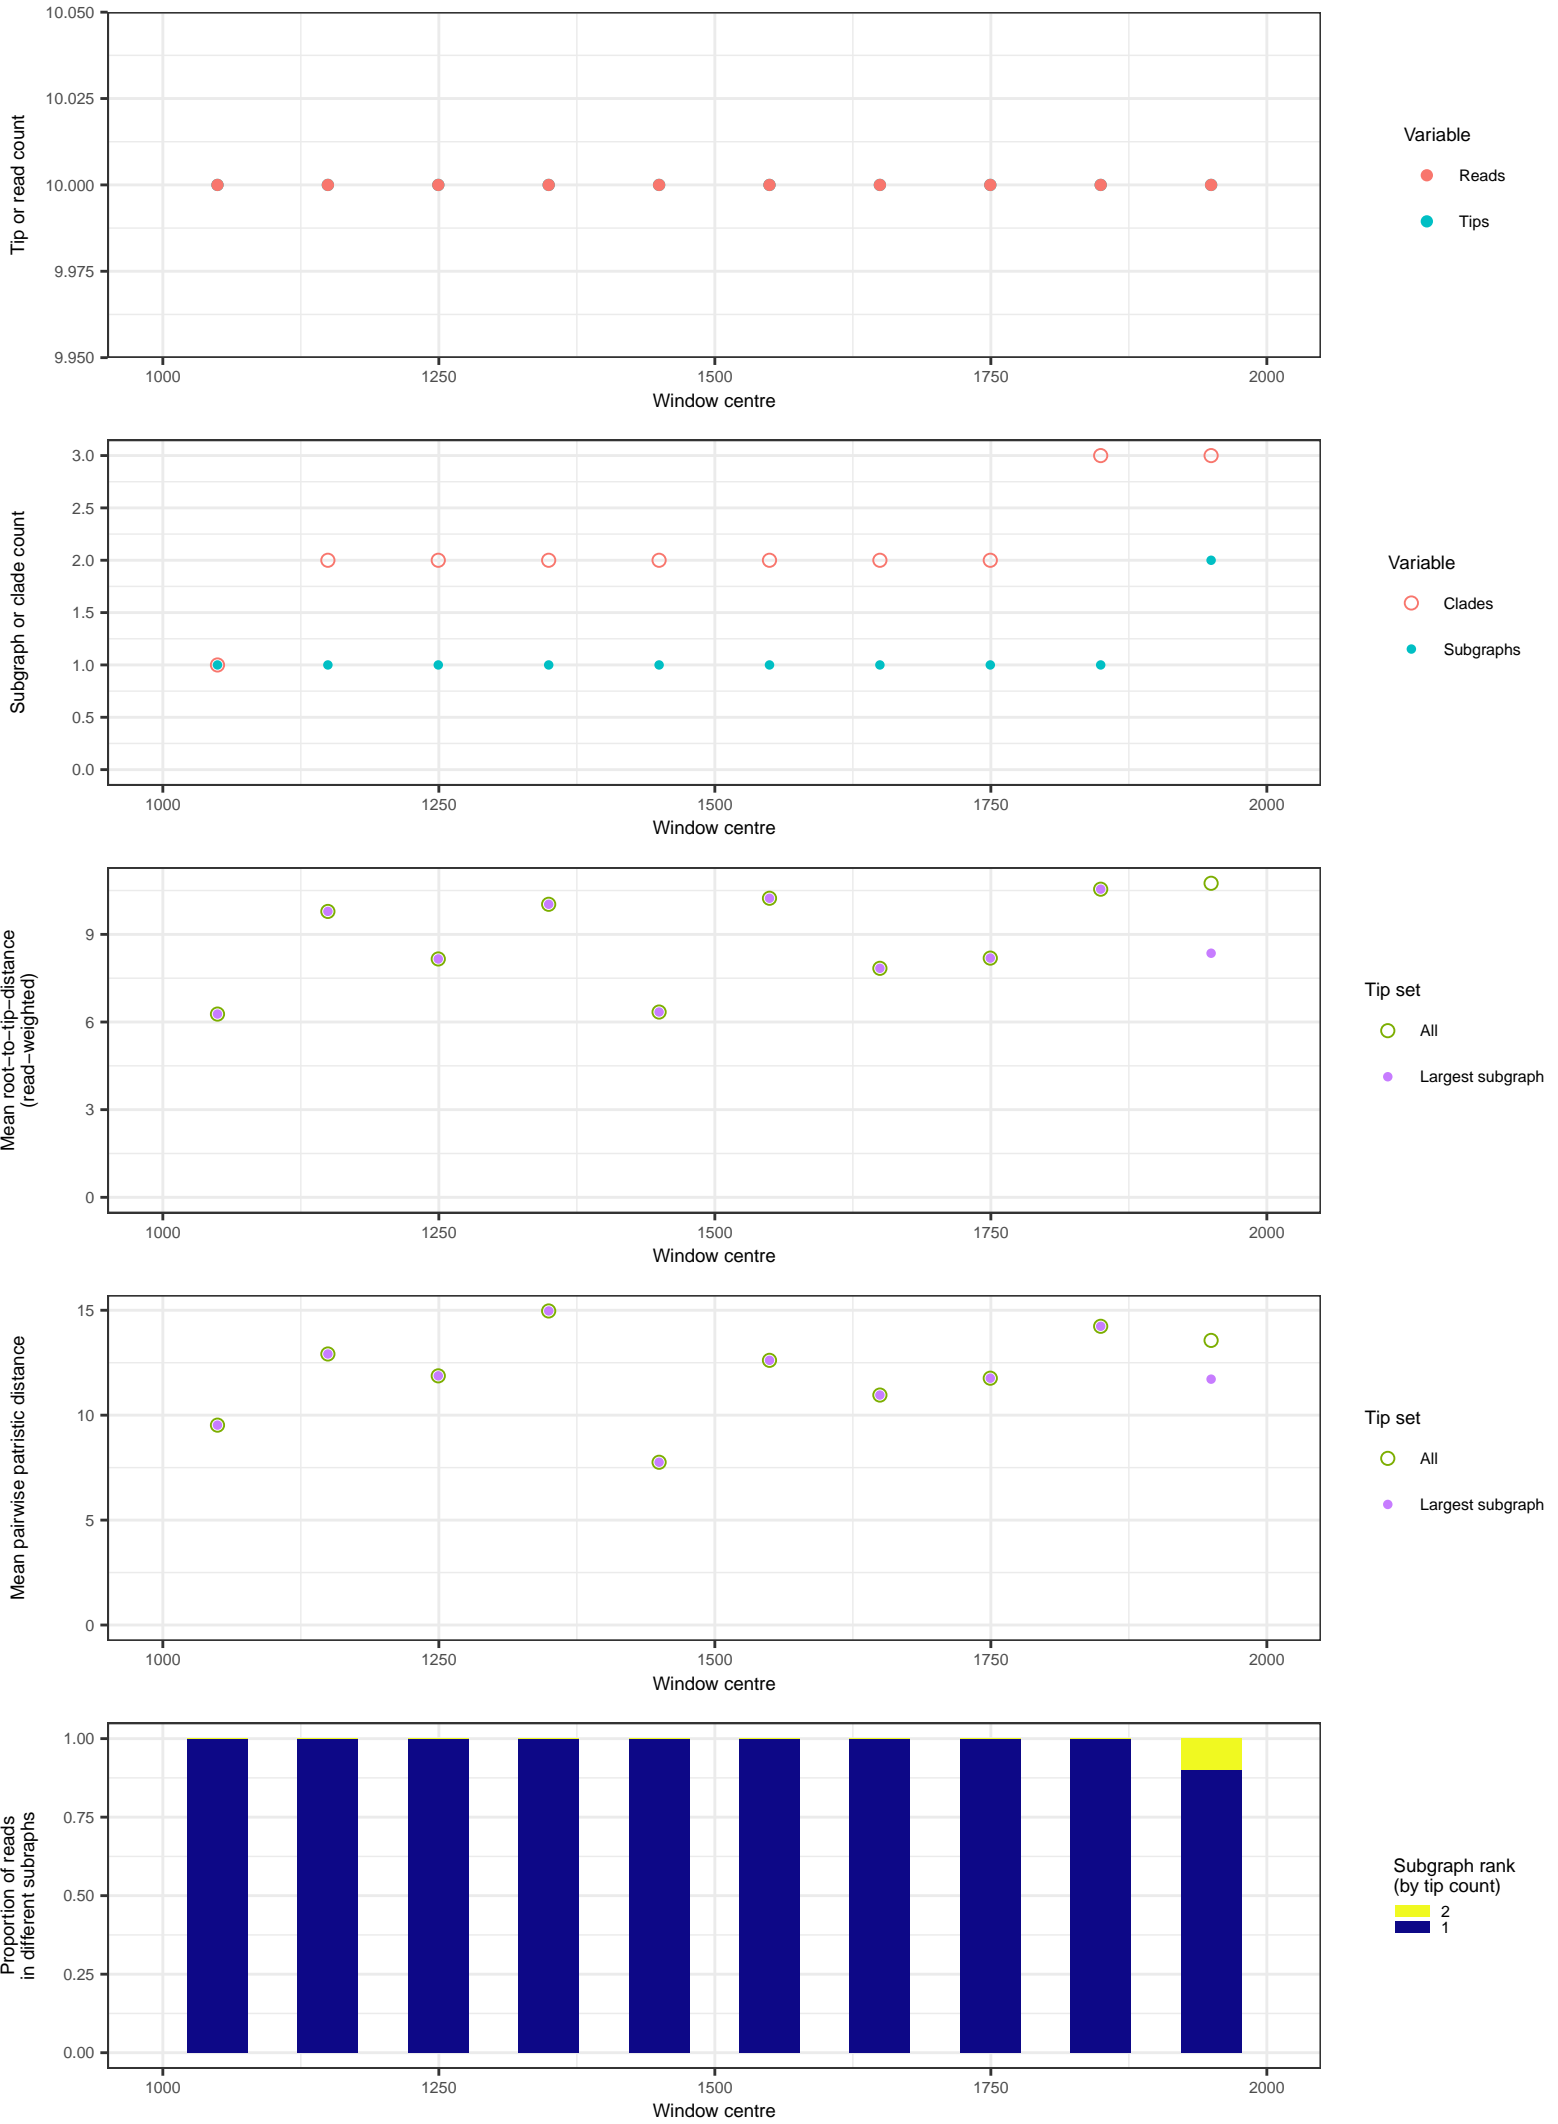 10.050
10.025
10.000
9.975
9.950
Tip or read count
1000 1250 1500 1750 2000
Window centre
Variable
Reads
Tips
3.0
2.5
2.0
1.5
1.0
0.5
0.0
Subgraph or clade count
1000 1250 1500 1750 2000
Window centre
Variable
Clades
Subgraphs
9
6
3
0
Mean root−to−tip−distance
(read−weighted)
1000 1250 1500 1750 2000
Window centre
Tip set
All
Largest subgraph
15
10
5
0
Mean pairwise patristic distance
1000 1250 1500 1750 2000
Window centre
Tip set
All
Largest subgraph
1.00
0.75
0.50
0.25
0.00
Proportion of reads
in different subraphs
1000 1250 1500 1750 2000
Window centre
Subgraph rank
(by tip count)
2
1